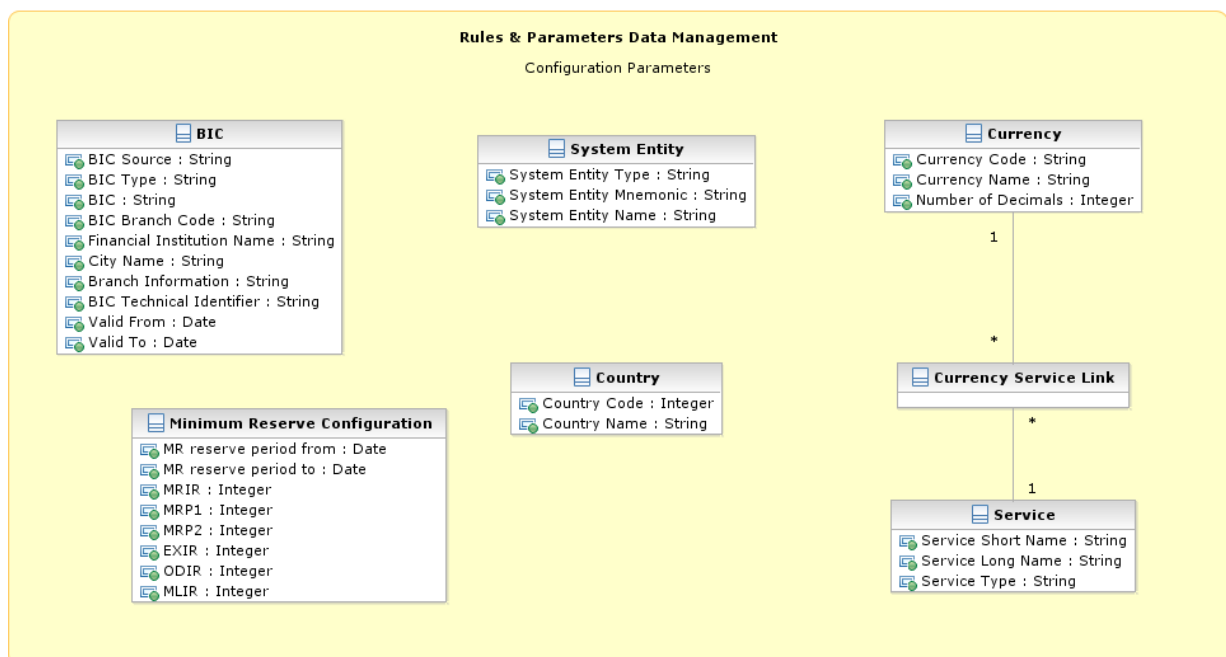 Rules & Parameters Data Management
Configuration Parameters
BIC
BIC Source : String
BIC Type : String
BIC : String
BIC Branch Code : String
Financial Institution Name : String
City Name : String
Branch Information : String
BIC Technical Identifier : String
Valid From : Date
Valid To : Date
System Entity
System Entity Type : String
System Entity Mnemonic : String
System Entity Name : String
Currency
Currency Code : String
Currency Name : String
Number of Decimals : Integer
1
*
Country
Country Code : Integer
Country Name : String
Currency Service Link
*
1
Minimum Reserve Configuration
MR reserve period from : Date
MR reserve period to : Date
MRIR : Integer
MRP1 : Integer
MRP2 : Integer
EXIR : Integer
ODIR : Integer
MLIR : Integer
Service
Service Short Name : String
Service Long Name : String
Service Type : String